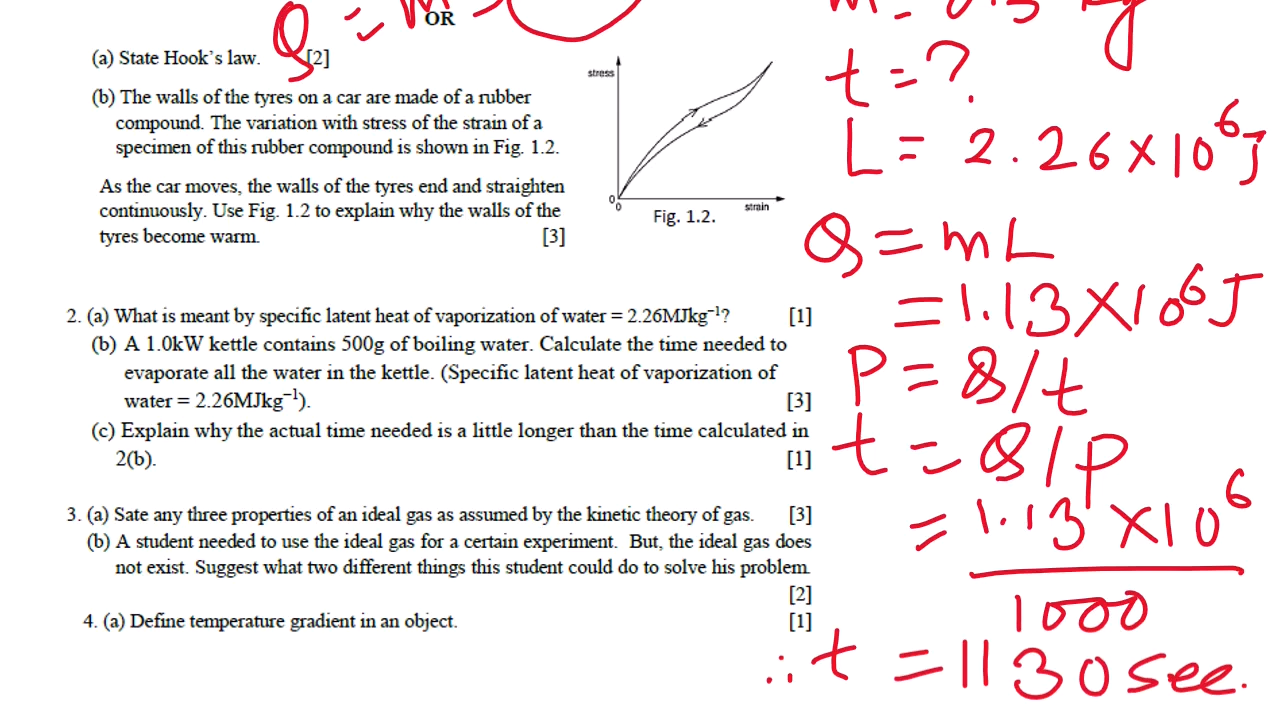 OR
Q = m
m = 0.5 kg
(a) State Hook's law. [2]
stress
t = ?
(b) The walls of the tyres on a car are made of a rubber
compound. The variation with stress of the strain of a
specimen of this rubber compound is shown in Fig. 1.2.
L = 2.26×10⁶J
As the car moves, the walls of the tyres end and straighten
continuously. Use Fig. 1.2 to explain why the walls of the
tyres become warm. [3]
0
0
strain
Fig. 1.2.
Q = mL
= 1.13×10⁶J
2. (a) What is meant by specific latent heat of vaporization of water = 2.26MJkg⁻¹? [1]
(b) A 1.0kW kettle contains 500g of boiling water. Calculate the time needed to
evaporate all the water in the kettle. (Specific latent heat of vaporization of
water = 2.26MJkg⁻¹). [3]
(c) Explain why the actual time needed is a little longer than the time calculated in
2(b). [1]
P = Q/t
t = Q/P
= 1.13×10⁶
1000
∴ t = 1130 sec.
3. (a) Sate any three properties of an ideal gas as assumed by the kinetic theory of gas. [3]
(b) A student needed to use the ideal gas for a certain experiment. But, the ideal gas does
not exist. Suggest what two different things this student could do to solve his problem.
[2]
4. (a) Define temperature gradient in an object. [1]